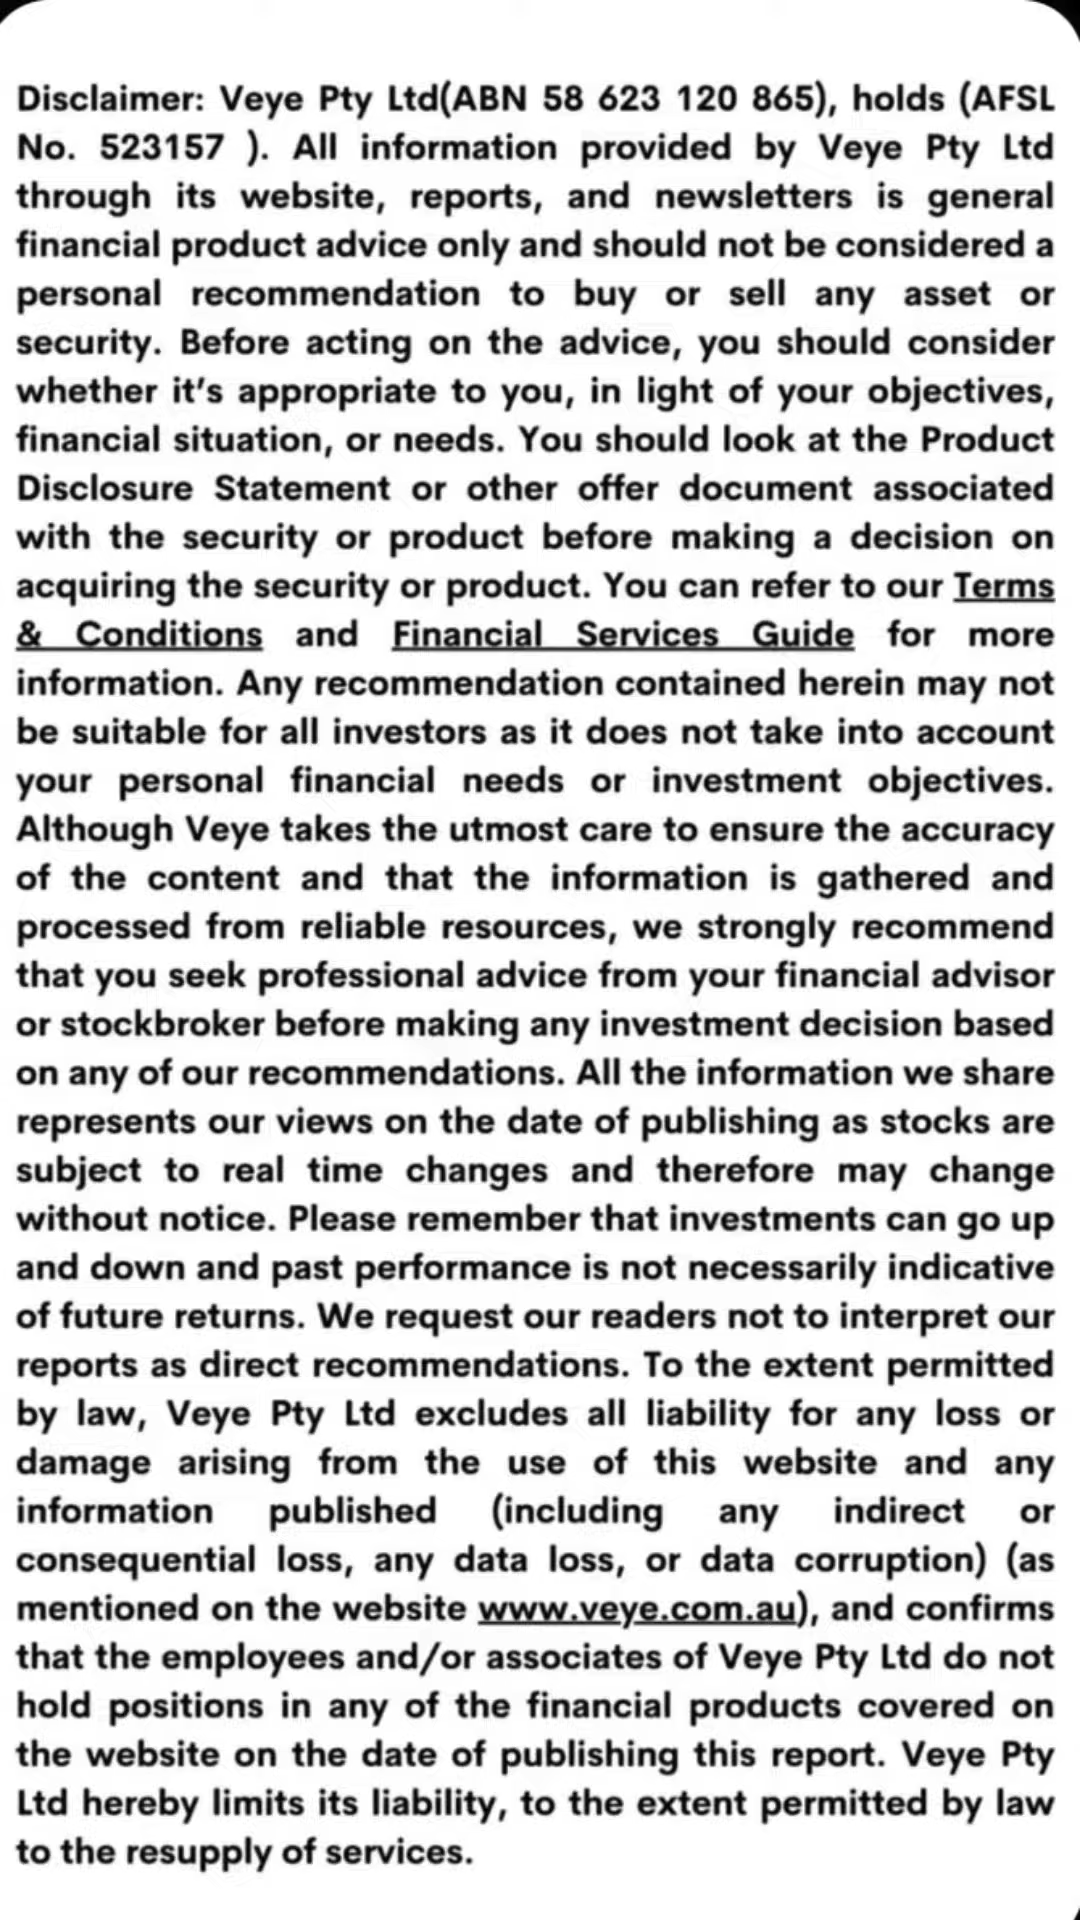 Disclaimer: Veye Pty Ltd(ABN 58 623 120 865), holds (AFSL
No. 523157 ). All information provided by Veye Pty Ltd
through its website, reports, and newsletters is general
financial product advice only and should not be considered a
personal recommendation to buy or sell any asset or
security. Before acting on the advice, you should consider
whether it’s appropriate to you, in light of your objectives,
financial situation, or needs. You should look at the Product
Disclosure Statement or other offer document associated
with the security or product before making a decision on
acquiring the security or product. You can refer to our Terms
& Conditions and Financial Services Guide for more
information. Any recommendation contained herein may not
be suitable for all investors as it does not take into account
your personal financial needs or investment objectives.
Although Veye takes the utmost care to ensure the accuracy
of the content and that the information is gathered and
processed from reliable resources, we strongly recommend
that you seek professional advice from your financial advisor
or stockbroker before making any investment decision based
on any of our recommendations. All the information we share
represents our views on the date of publishing as stocks are
subject to real time changes and therefore may change
without notice. Please remember that investments can go up
and down and past performance is not necessarily indicative
of future returns. We request our readers not to interpret our
reports as direct recommendations. To the extent permitted
by law, Veye Pty Ltd excludes all liability for any loss or
damage arising from the use of this website and any
information published (including any indirect or
consequential loss, any data loss, or data corruption) (as
mentioned on the website www.veye.com.au), and confirms
that the employees and/or associates of Veye Pty Ltd do not
hold positions in any of the financial products covered on
the website on the date of publishing this report. Veye Pty
Ltd hereby limits its liability, to the extent permitted by law
to the resupply of services.